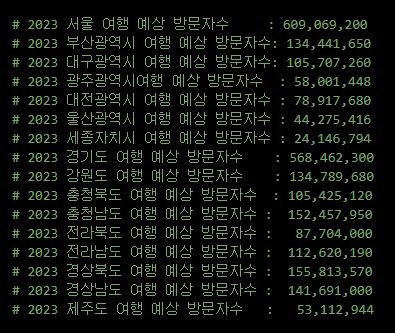 # 2023 서울 여행 예상 방문자수 : 609,069,200
# 2023 부산광역시 여행 예상 방문자수: 134,441,650
# 2023 대구광역시 여행 예상 방문자수: 105,707,260
# 2023 광주광역시여행 예상 방문자수 : 58,001,448
# 2023 대전광역시 여행 예상 방문자수 : 78,917,680
# 2023 울산광역시 여행 예상 방문자수 : 44,275,416
# 2023 세종자치시 여행 예상 방문자수 : 24,146,794
# 2023 경기도 여행 예상 방문자수 : 568,462,300
# 2023 강원도 여행 예상 방문자수 : 134,789,680
# 2023 충청북도 여행 예상 방문자수 : 105,425,120
# 2023 충청남도 여행 예상 방문자수 : 152,457,950
# 2023 전라북도 여행 예상 방문자수 : 87,704,000
# 2023 전라남도 여행 예상 방문자수 : 112,620,190
# 2023 경상북도 여행 예상 방문자수 : 155,813,570
# 2023 경상남도 여행 예상 방문자수 : 141,691,000
# 2023 제주도 여행 예상 방문자수 : 53,112,944